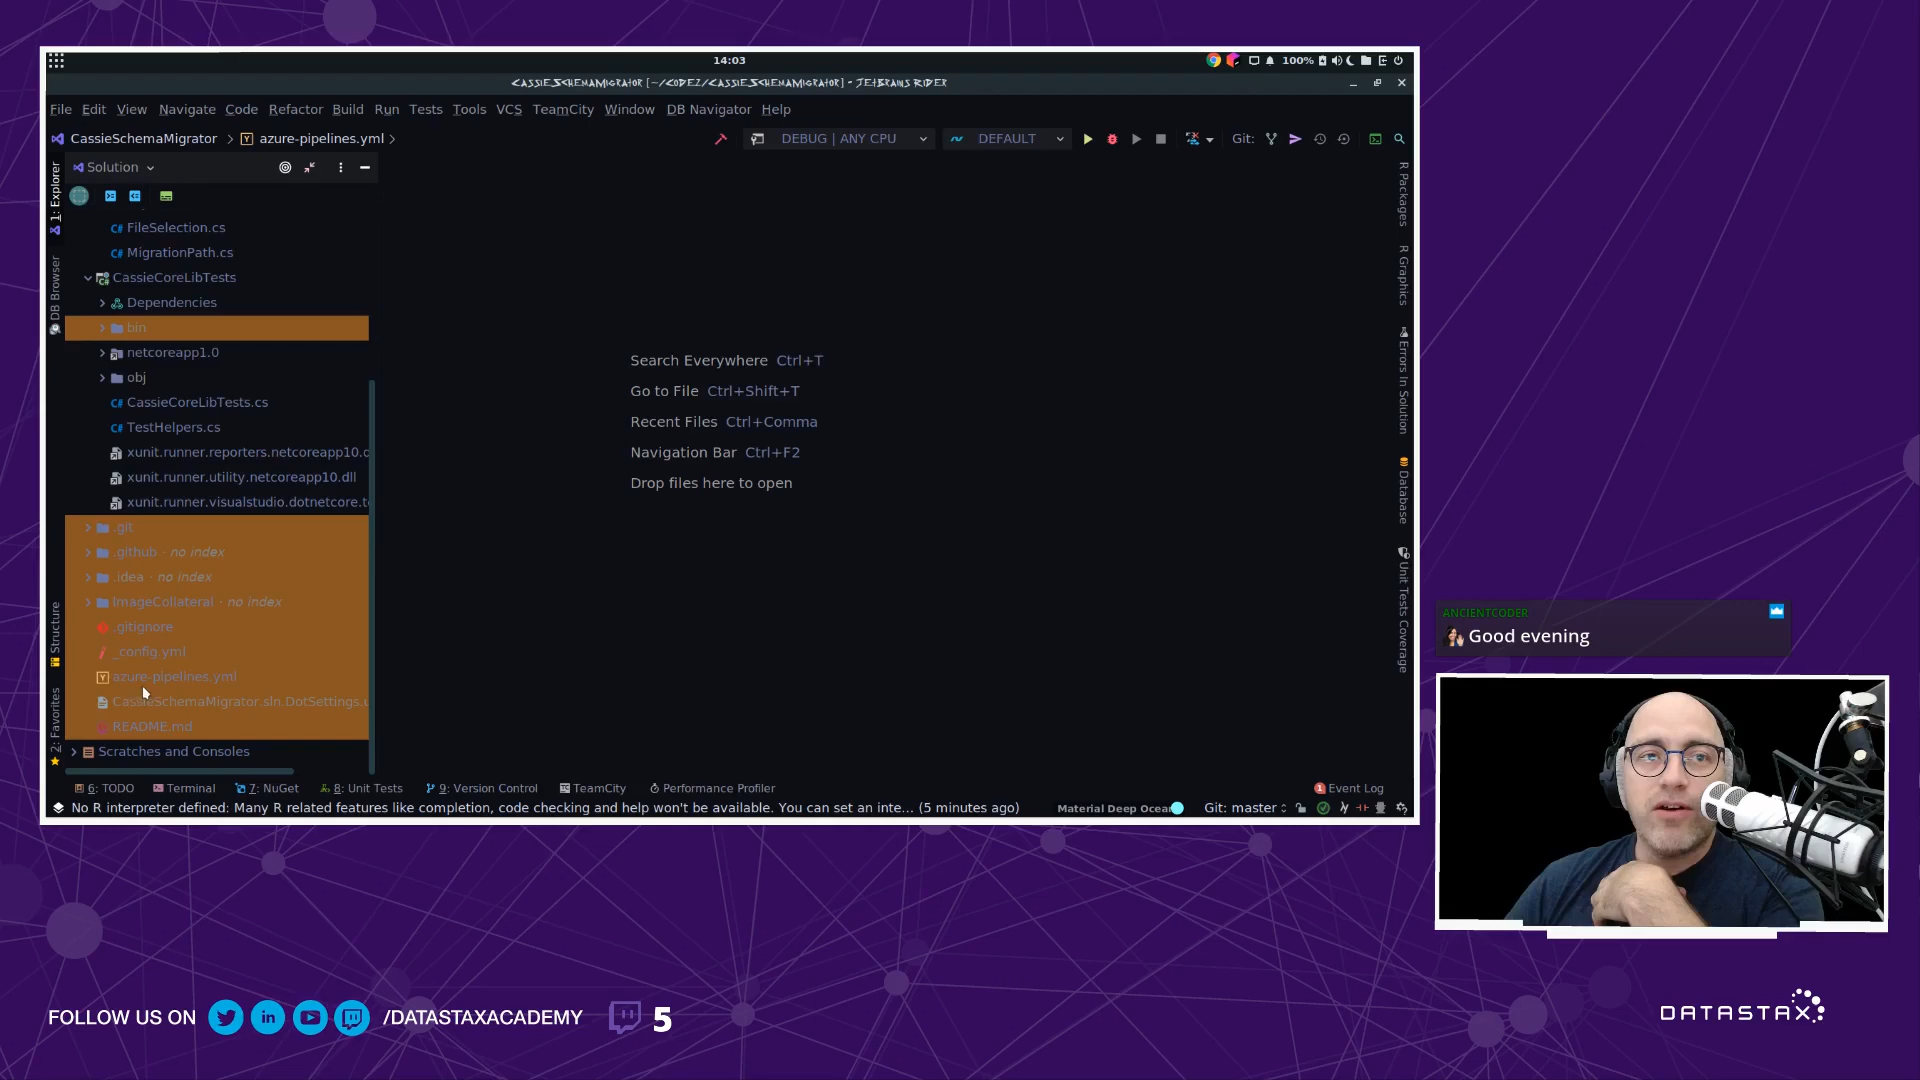 14:03
100%
CassieSchemaMigrator [~/Codez/CassieSchemaMigrator] - JetBrains Rider
File Edit View Navigate Code Refactor Build Run Tests Tools VCS TeamCity Window DB Navigator Help
CassieSchemaMigrator azure-pipelines.yml
DEBUG | ANY CPU DEFAULT Git:
Solution
1: Explorer
DB Browser
Structure
2: Favorites
FileSelection.cs
MigrationPath.cs
CassieCoreLibTests
Dependencies
bin
netcoreapp1.0
obj
CassieCoreLibTests.cs
TestHelpers.cs
xunit.runner.reporters.netcoreapp10.d
xunit.runner.utility.netcoreapp10.dll
xunit.runner.visualstudio.dotnetcore.te
.git
.github · no index
.idea · no index
ImageCollateral · no index
.gitignore
_config.yml
azure-pipelines.yml
CassieSchemaMigrator.sln.DotSettings.u
README.md
Scratches and Consoles
Search Everywhere Ctrl+T
Go to File Ctrl+Shift+T
Recent Files Ctrl+Comma
Navigation Bar Ctrl+F2
Drop files here to open
R Packages
R Graphics
Errors In Solution
Database
Unit Tests Coverage
6: TODO Terminal 7: NuGet 8: Unit Tests 9: Version Control TeamCity Performance Profiler 1 Event Log
No R interpreter defined: Many R related features like completion, code checking and help won't be available. You can set an inte... (5 minutes ago) Material Deep Ocean Git: master
ANCIENTCODER
Good evening
FOLLOW US ON /DATASTAXACADEMY 5
DATASTAX